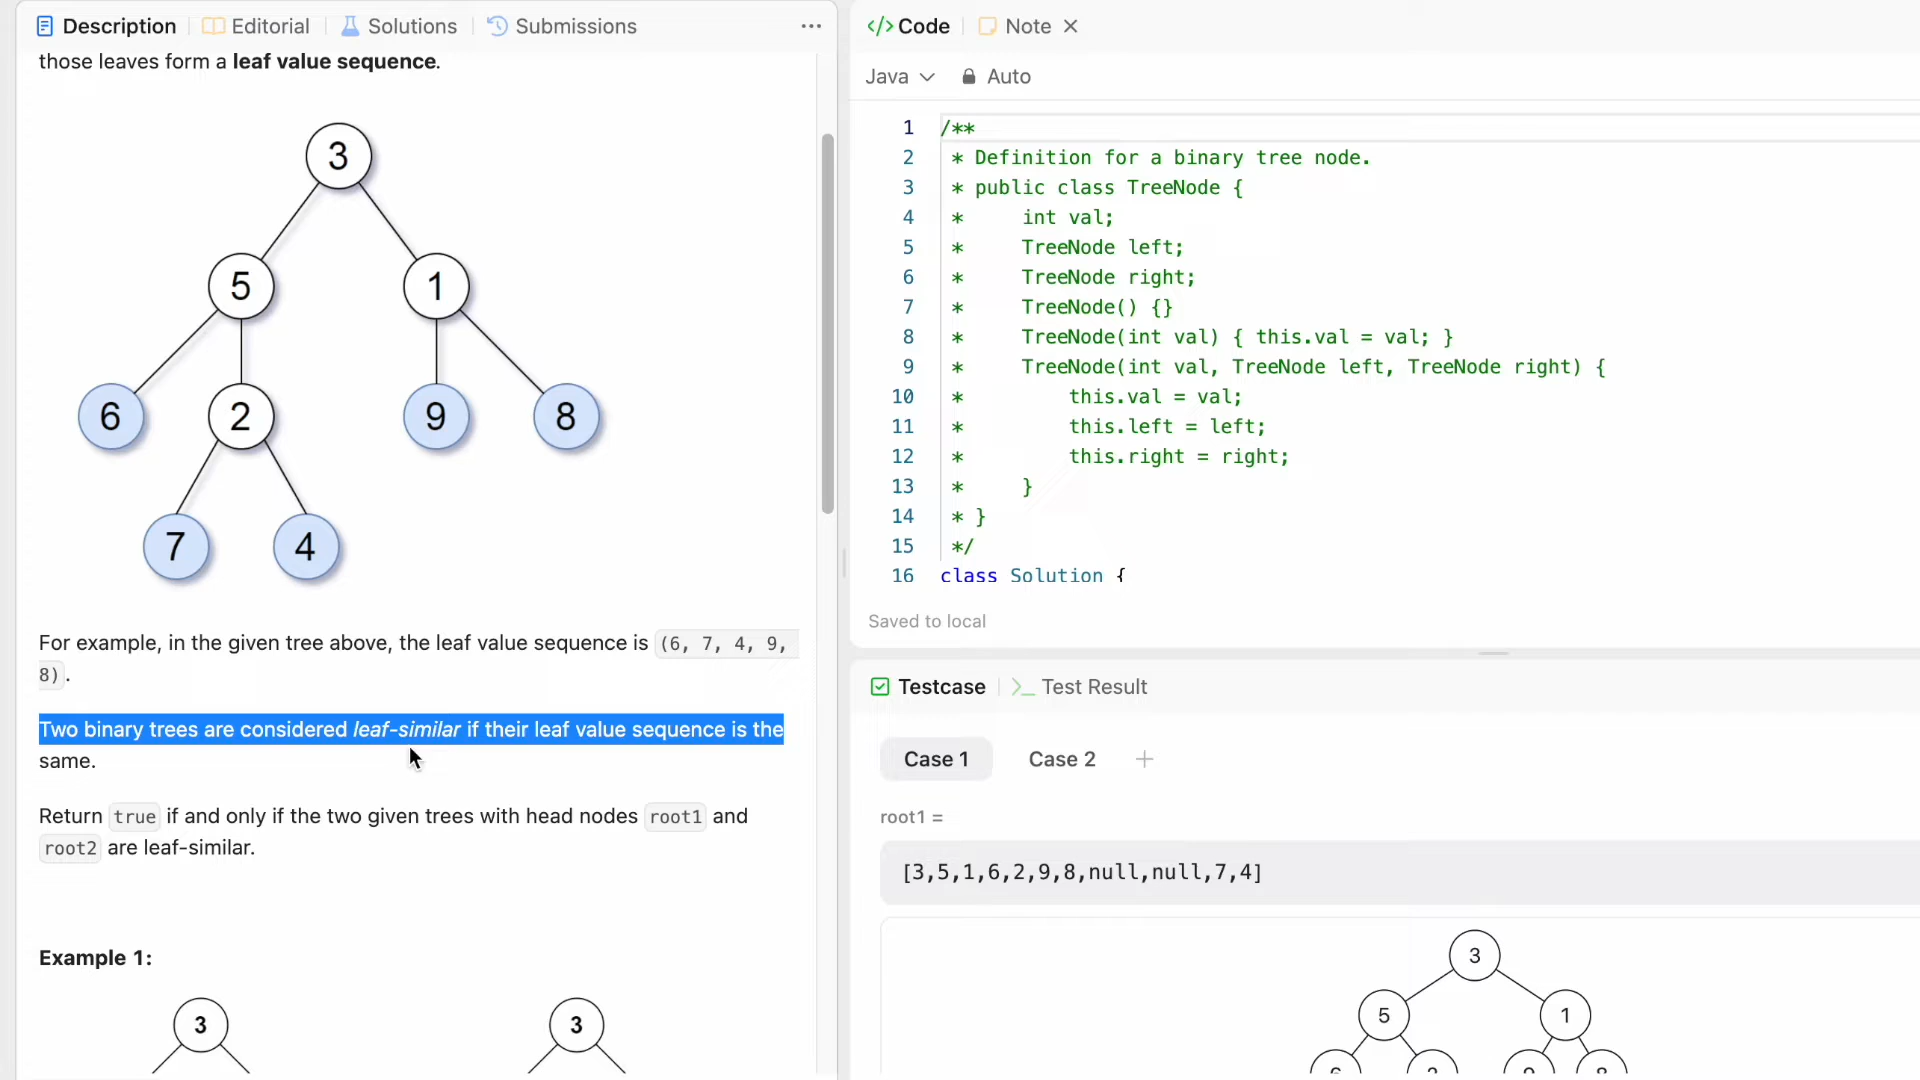 Description
Editorial
Solutions
Submissions
those leaves form a leaf value sequence.
3
5
1
6
2
9
8
7
4
For example, in the given tree above, the leaf value sequence is (6, 7, 4, 9,
8).
Two binary trees are considered leaf-similar if their leaf value sequence is the
same.
Return true if and only if the two given trees with head nodes root1 and
root2 are leaf-similar.
Example 1:
3
3
</> Code
Note
Java
Auto
1 /**
2 * Definition for a binary tree node.
3 * public class TreeNode {
4 * int val;
5 * TreeNode left;
6 * TreeNode right;
7 * TreeNode() {}
8 * TreeNode(int val) { this.val = val; }
9 * TreeNode(int val, TreeNode left, TreeNode right) {
10 * this.val = val;
11 * this.left = left;
12 * this.right = right;
13 * }
14 * }
15 */
16 class Solution {
Saved to local
Testcase
Test Result
Case 1
Case 2
root1 =
[3,5,1,6,2,9,8,null,null,7,4]
3
5
1